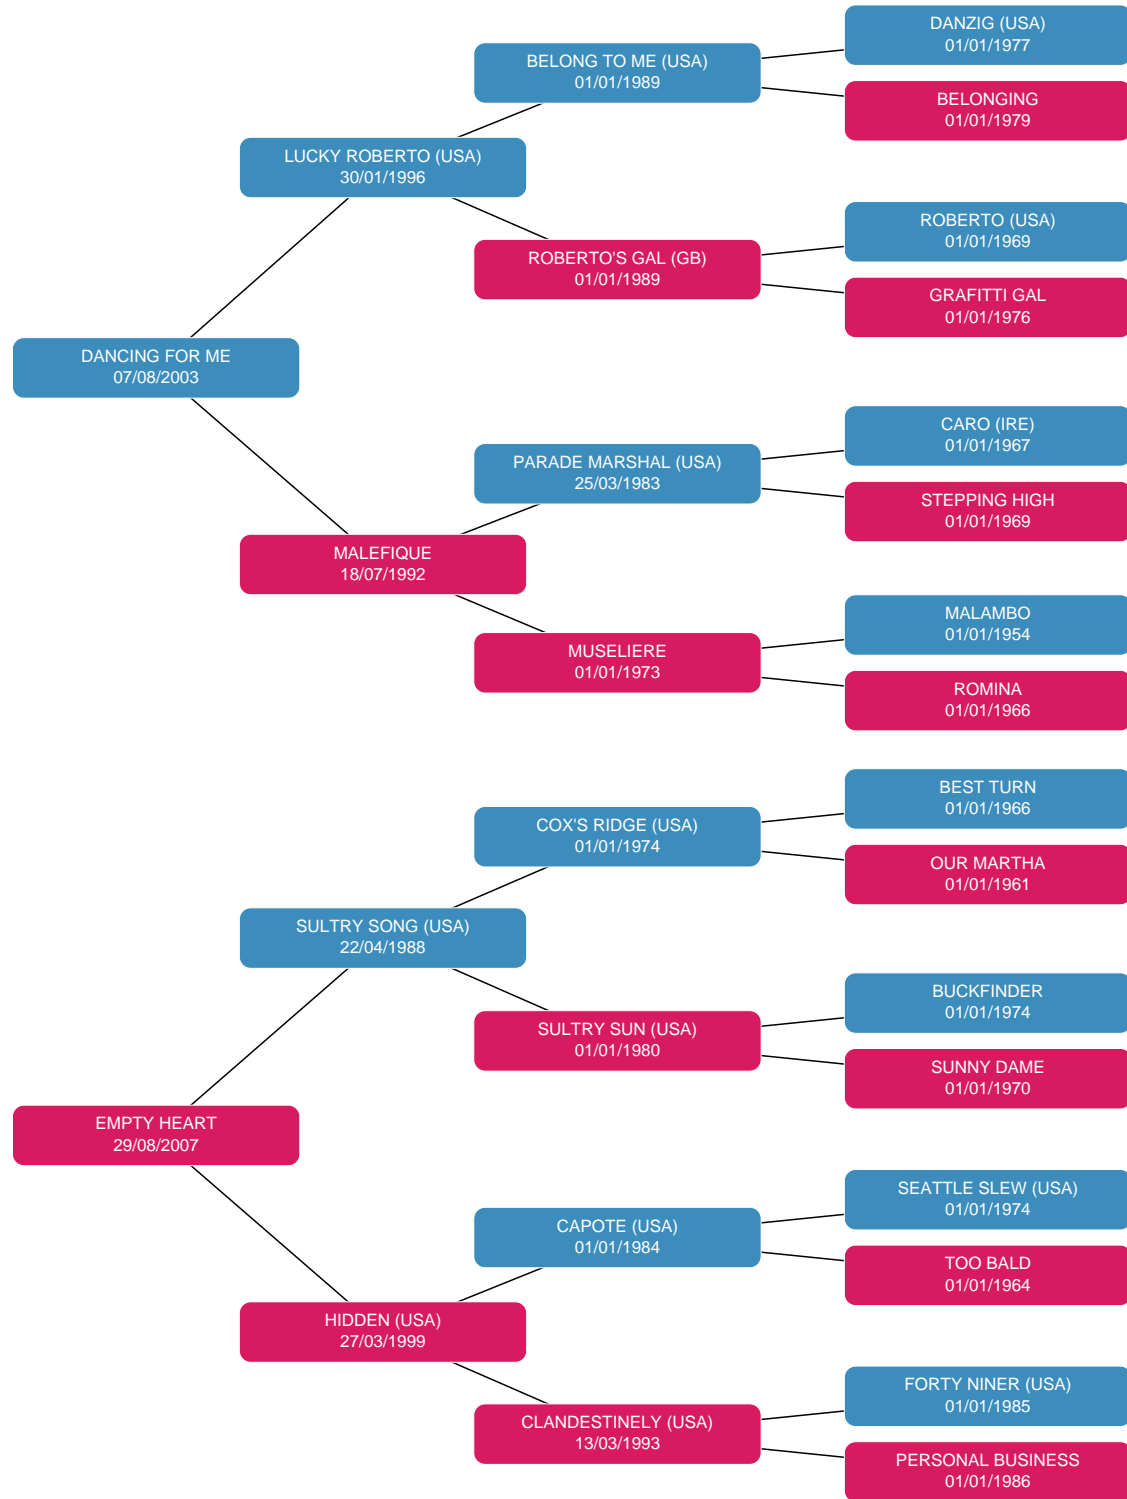 DANZIG (USA)
01/01/1977
BELONG TO ME (USA)
01/01/1989
BELONGING
01/01/1979
LUCKY ROBERTO (USA)
30/01/1996
ROBERTO (USA)
01/01/1969
ROBERTO'S GAL (GB)
01/01/1989
GRAFITTI GAL
01/01/1976
DANCING FOR ME
07/08/2003
CARO (IRE)
01/01/1967
PARADE MARSHAL (USA)
25/03/1983
STEPPING HIGH
01/01/1969
MALEFIQUE
18/07/1992
MALAMBO
01/01/1954
MUSELIERE
01/01/1973
ROMINA
01/01/1966
BEST TURN
01/01/1966
COX'S RIDGE (USA)
01/01/1974
OUR MARTHA
01/01/1961
SULTRY SONG (USA)
22/04/1988
BUCKFINDER
01/01/1974
SULTRY SUN (USA)
01/01/1980
SUNNY DAME
01/01/1970
EMPTY HEART
29/08/2007
SEATTLE SLEW (USA)
01/01/1974
CAPOTE (USA)
01/01/1984
TOO BALD
01/01/1964
HIDDEN (USA)
27/03/1999
FORTY NINER (USA)
01/01/1985
CLANDESTINELY (USA)
13/03/1993
PERSONAL BUSINESS
01/01/1986